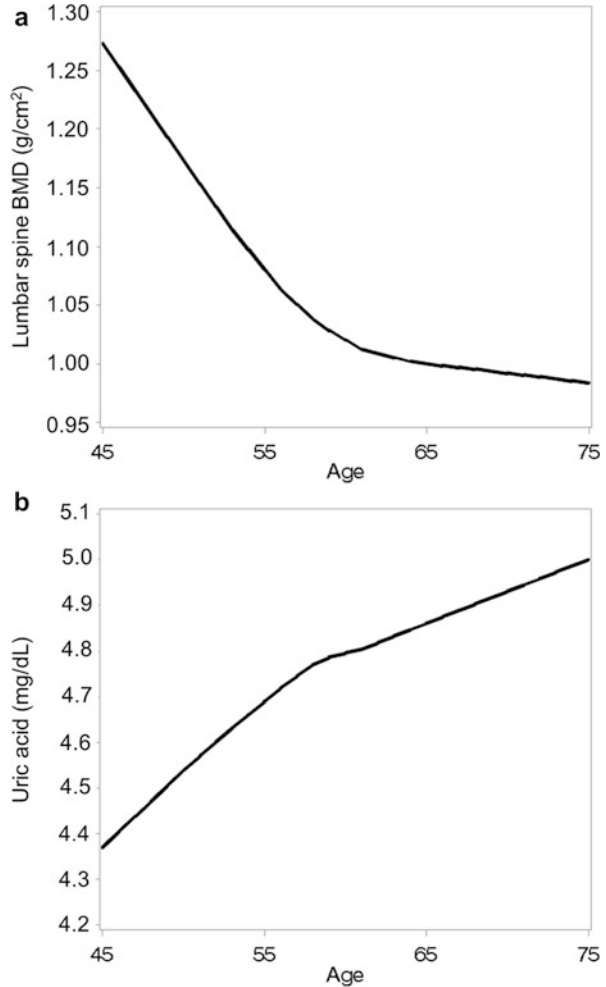 a
Lumbar spine BMD (g/cm²)
1.30
1.25
1.20
1.15
1.10
1.05
1.00
0.95
45 55 65 75
Age
b
Uric acid (mg/dL)
5.1
5.0
4.9
4.8
4.7
4.6
4.5
4.4
4.3
4.2
45 55 65 75
Age